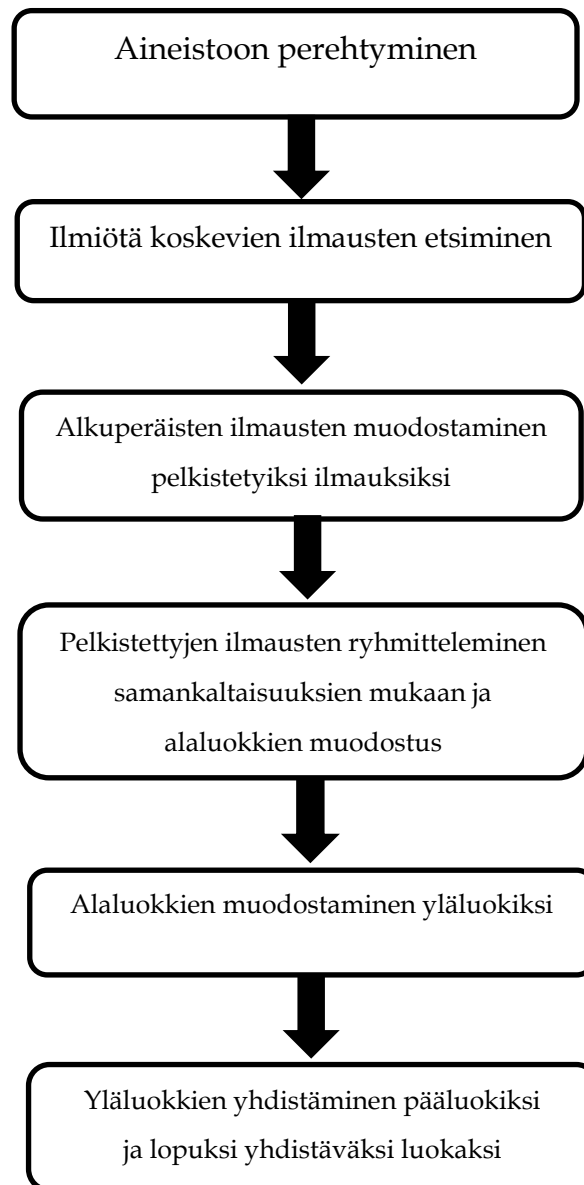 Aineistoon perehtyminen
Ilmiötä koskevien ilmausten etsiminen
Alkuperäisten ilmausten muodostaminen
pelkistetyiksi ilmauksiksi
Pelkistettyjen ilmausten ryhmitteleminen
samankaltaisuuksien mukaan ja
alaluokkien muodostus
Alaluokkien muodostaminen yläluokiksi
Yläluokkien yhdistäminen pääluokiksi
ja lopuksi yhdistäväksi luokaksi